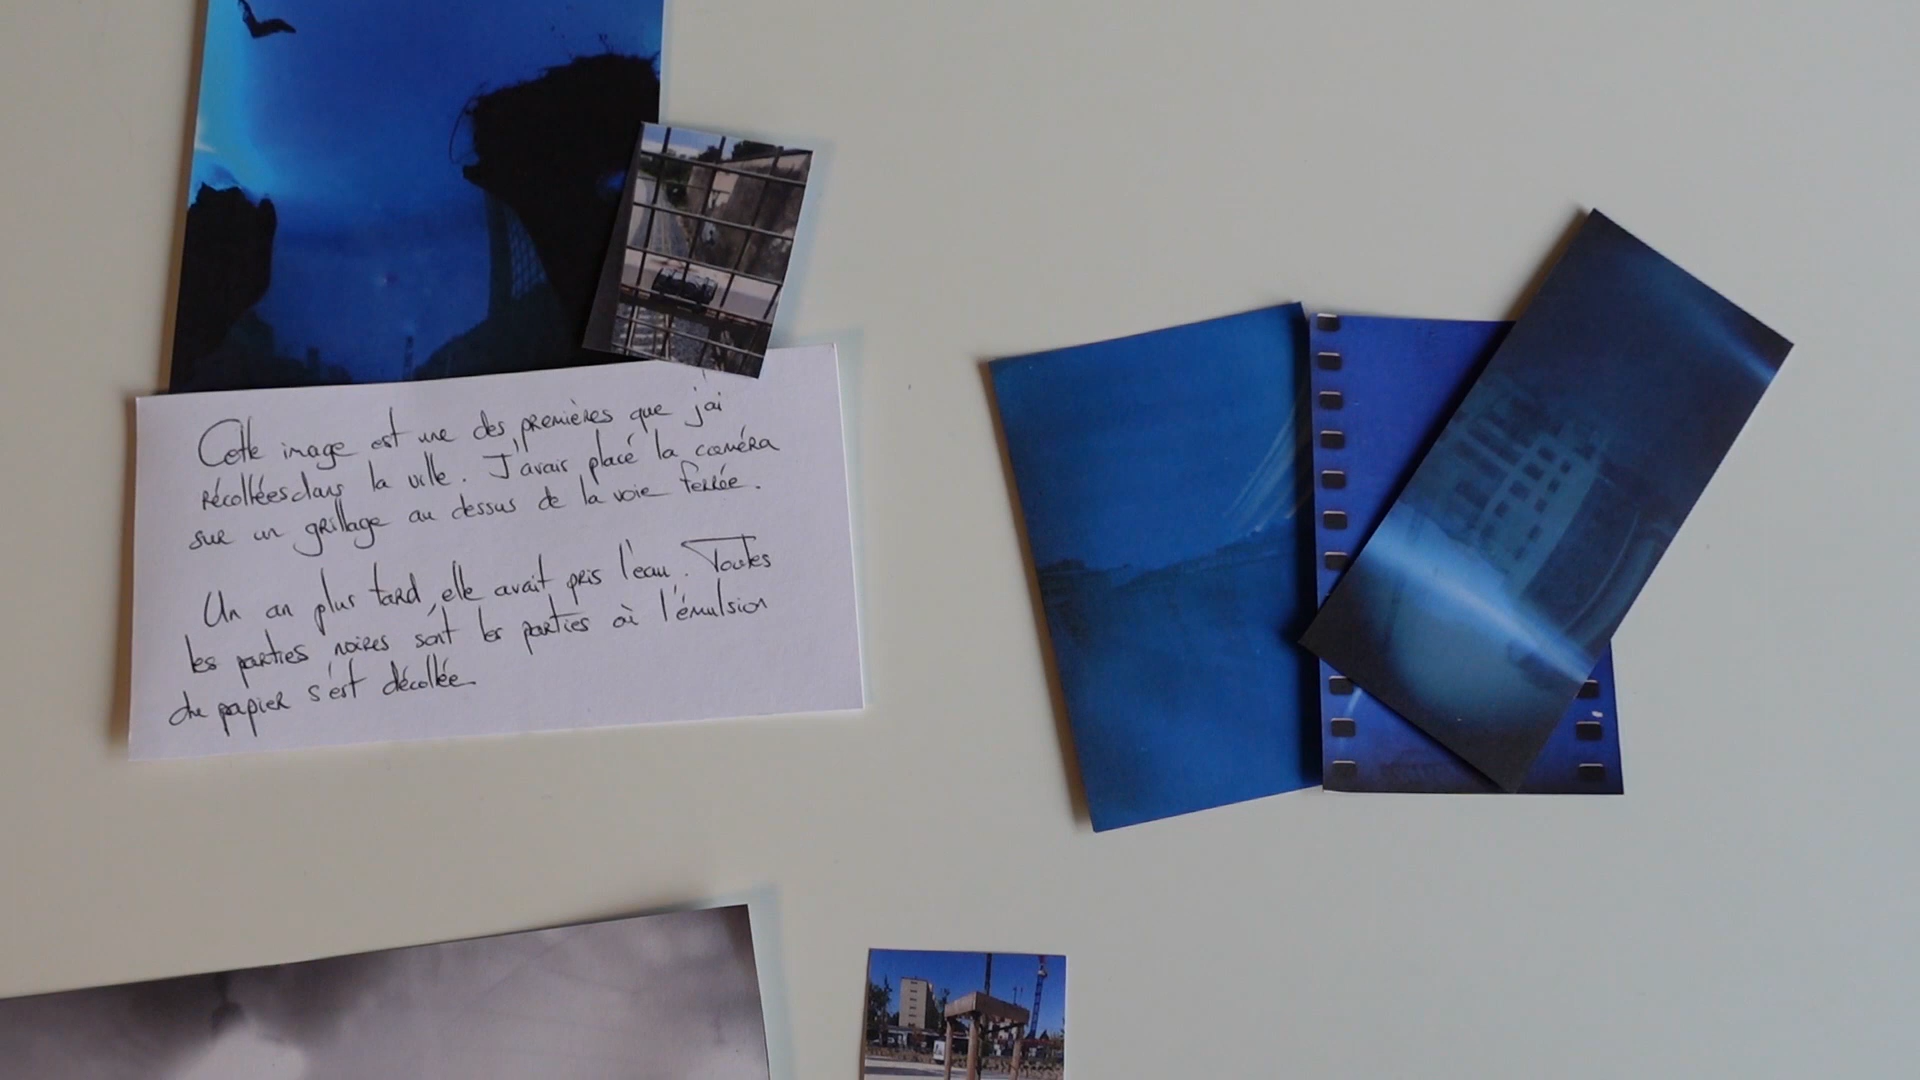 Cette image est une des premières que j'ai
récoltées dans la ville. J'avais placé la caméra
sur un grillage au dessus de la voie ferrée.
Un an plus tard, elle avait pris l'eau. Toutes
les parties noires sont les parties où l'émulsion
du papier s'est décollée